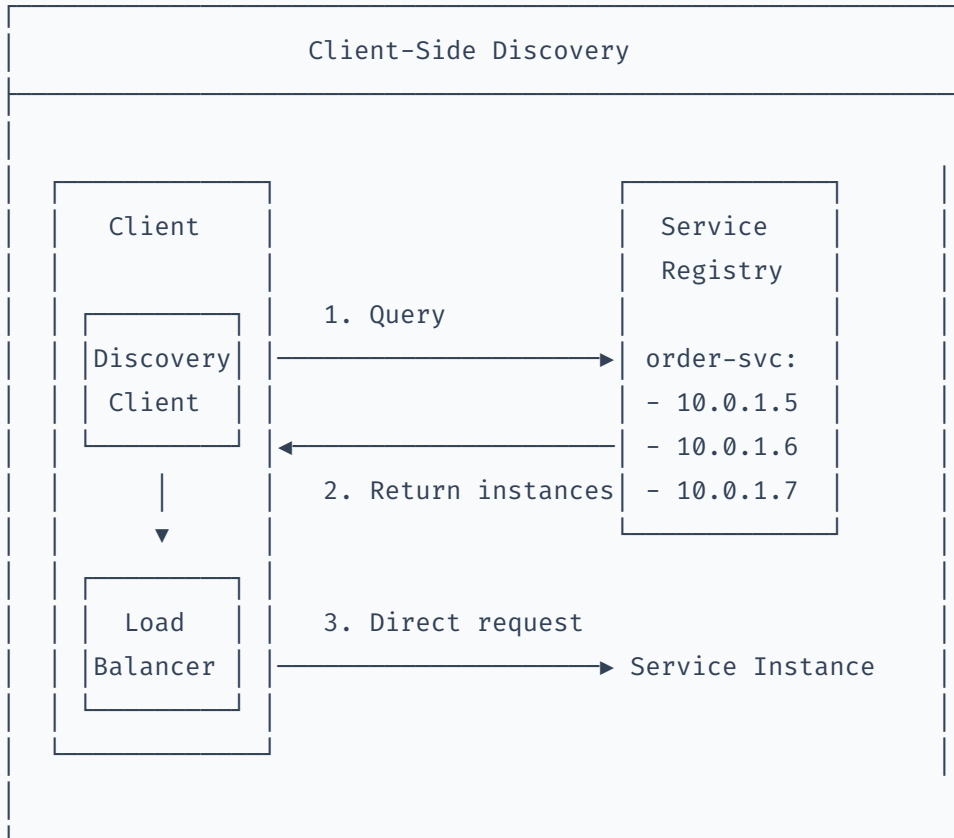 Client-Side Discovery
Client
Discovery
Client
Load
Balancer
1. Query
2. Return instances
3. Direct request
Service
Registry
order-svc:
- 10.0.1.5
- 10.0.1.6
- 10.0.1.7
Service Instance